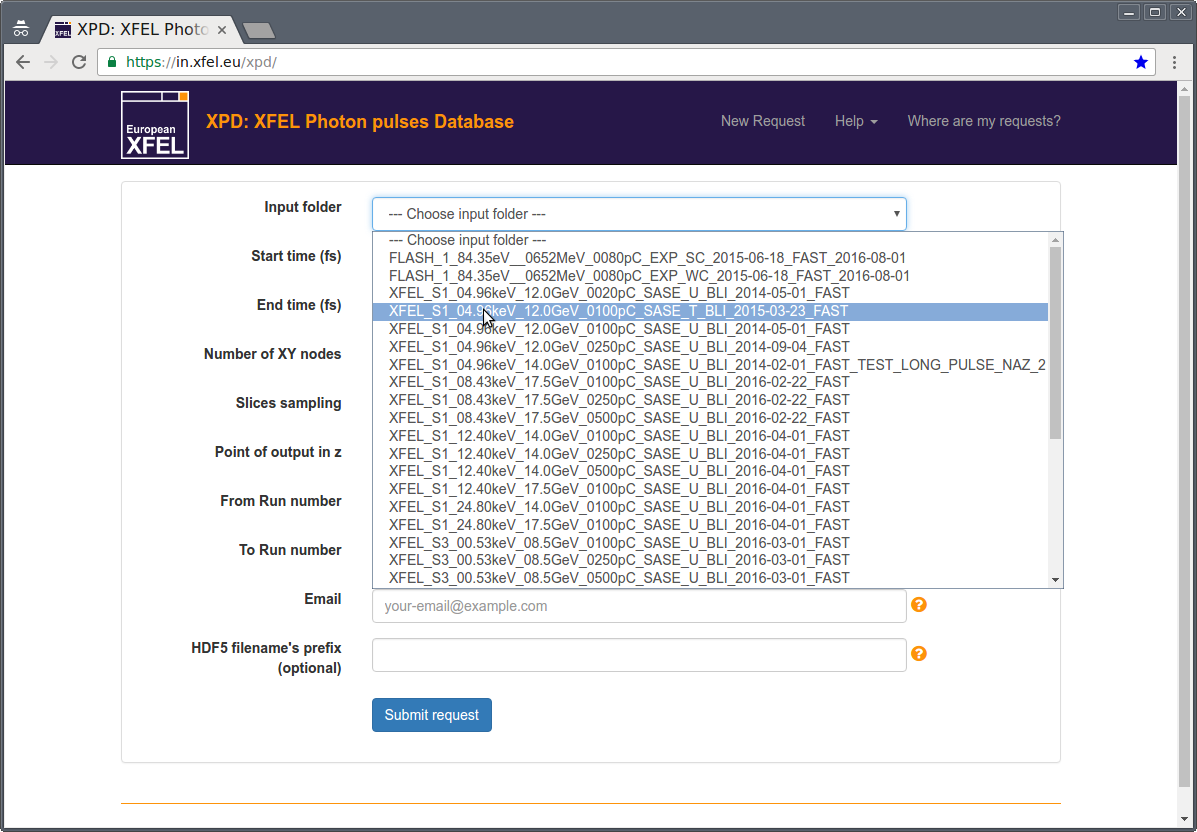 XPD: XFEL Photo
https://in.xfel.eu/xpd/
European
XFEL
XPD: XFEL Photon pulses Database
New Request
Help
Where are my requests?
Input folder
--- Choose input folder ---
--- Choose input folder ---
FLASH_1_84.35eV__0652MeV_0080pC_EXP_SC_2015-06-18_FAST_2016-08-01
FLASH_1_84.35eV__0652MeV_0080pC_EXP_WC_2015-06-18_FAST_2016-08-01
XFEL_S1_04.96keV_12.0GeV_0020pC_SASE_U_BLI_2014-05-01_FAST
XFEL_S1_04.96keV_12.0GeV_0100pC_SASE_T_BLI_2015-03-23_FAST
XFEL_S1_04.96keV_12.0GeV_0100pC_SASE_U_BLI_2014-05-01_FAST
XFEL_S1_04.96keV_12.0GeV_0250pC_SASE_U_BLI_2014-09-04_FAST
XFEL_S1_04.96keV_14.0GeV_0100pC_SASE_U_BLI_2014-02-01_FAST_TEST_LONG_PULSE_NAZ_2
XFEL_S1_08.43keV_17.5GeV_0100pC_SASE_U_BLI_2016-02-22_FAST
XFEL_S1_08.43keV_17.5GeV_0250pC_SASE_U_BLI_2016-02-22_FAST
XFEL_S1_08.43keV_17.5GeV_0500pC_SASE_U_BLI_2016-02-22_FAST
XFEL_S1_12.40keV_14.0GeV_0100pC_SASE_U_BLI_2016-04-01_FAST
XFEL_S1_12.40keV_14.0GeV_0250pC_SASE_U_BLI_2016-04-01_FAST
XFEL_S1_12.40keV_14.0GeV_0500pC_SASE_U_BLI_2016-04-01_FAST
XFEL_S1_12.40keV_17.5GeV_0100pC_SASE_U_BLI_2016-04-01_FAST
XFEL_S1_24.80keV_14.0GeV_0100pC_SASE_U_BLI_2016-04-01_FAST
XFEL_S1_24.80keV_17.5GeV_0100pC_SASE_U_BLI_2016-04-01_FAST
XFEL_S3_00.53keV_08.5GeV_0100pC_SASE_U_BLI_2016-03-01_FAST
XFEL_S3_00.53keV_08.5GeV_0250pC_SASE_U_BLI_2016-03-01_FAST
XFEL_S3_00.53keV_08.5GeV_0500pC_SASE_U_BLI_2016-03-01_FAST
Start time (fs)
End time (fs)
Number of XY nodes
Slices sampling
Point of output in z
From Run number
To Run number
Email
your-email@example.com
?
HDF5 filename's prefix
(optional)
?
Submit request